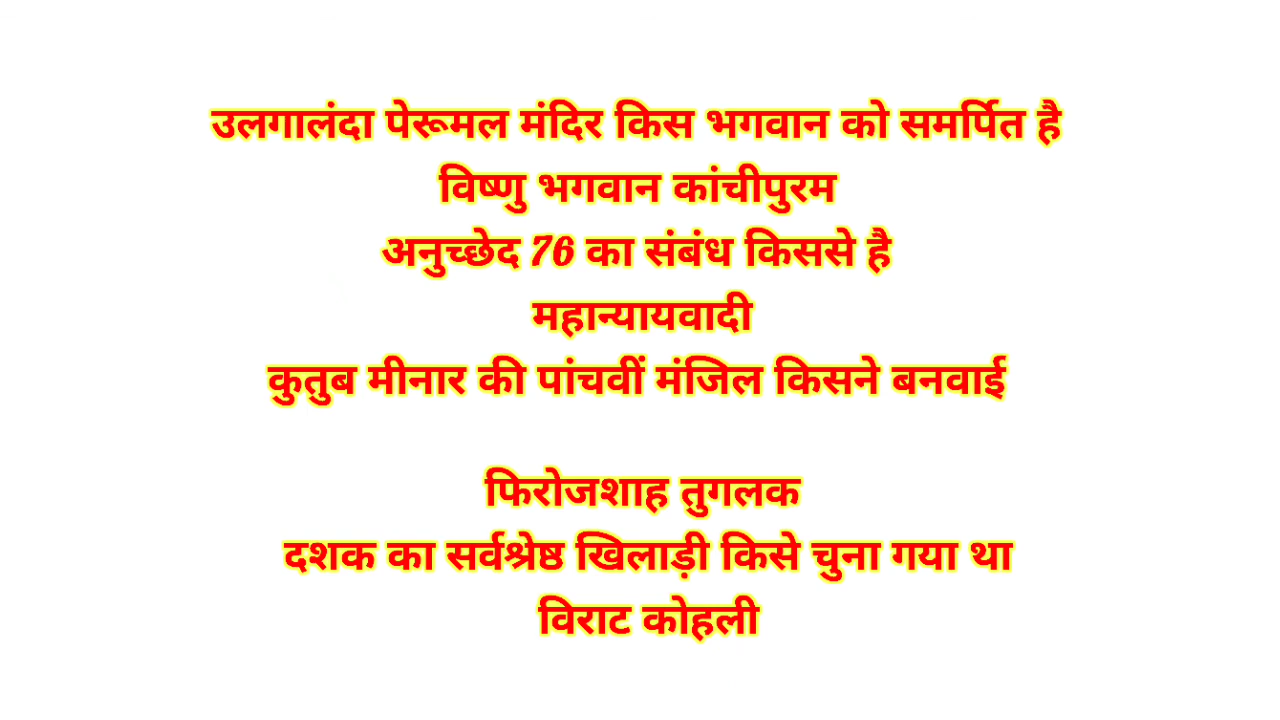 उलगालंदा पेरूमल मंदिर किस भगवान को समर्पित है
विष्णु भगवान कांचीपुरम
अनुच्छेद 76 का संबंध किससे है
महान्यायवादी
कुतुब मीनार की पांचवीं मंजिल किसने बनवाई
फिरोजशाह तुगलक
दशक का सर्वश्रेष्ठ खिलाड़ी किसे चुना गया था
विराट कोहली